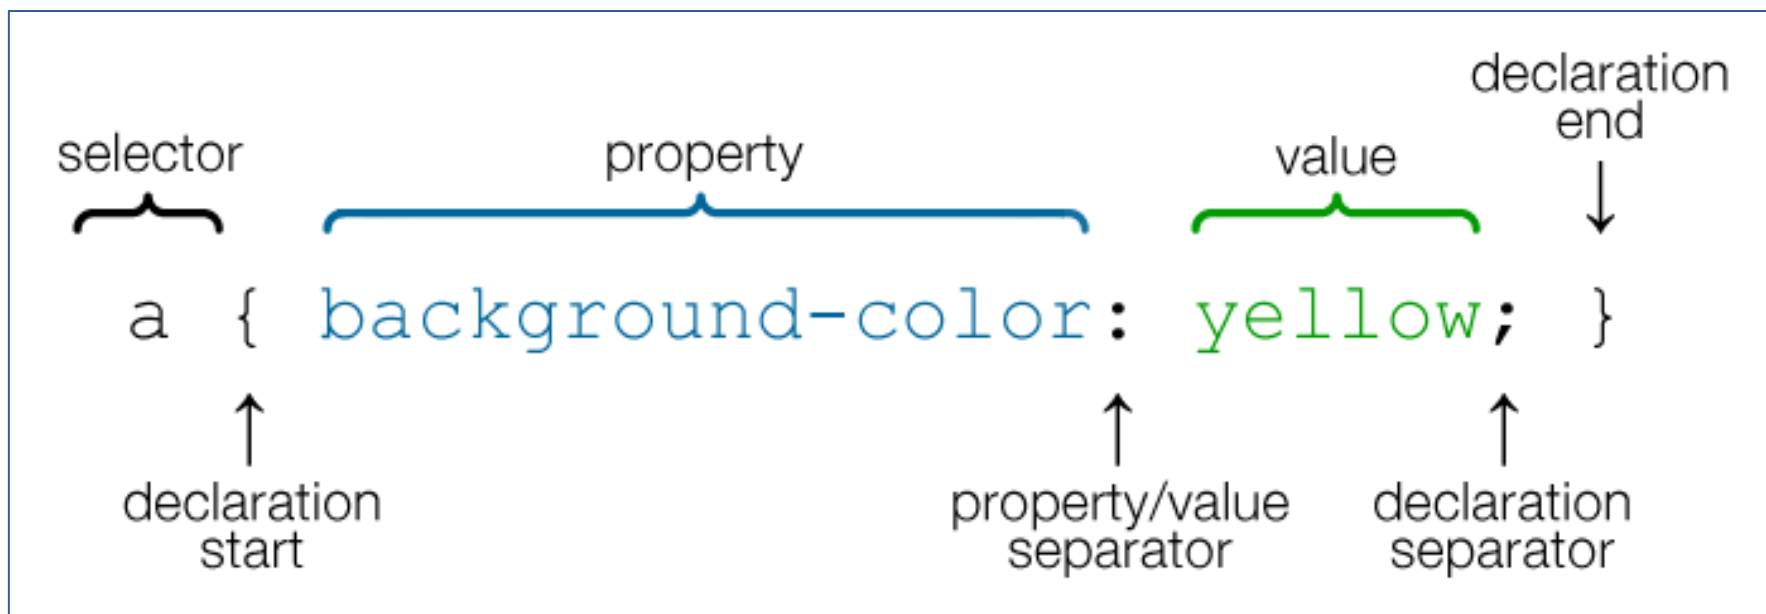 declaration
end
selector
property
value
a { background-color: yellow; }
declaration
start
property/value
separator
declaration
separator